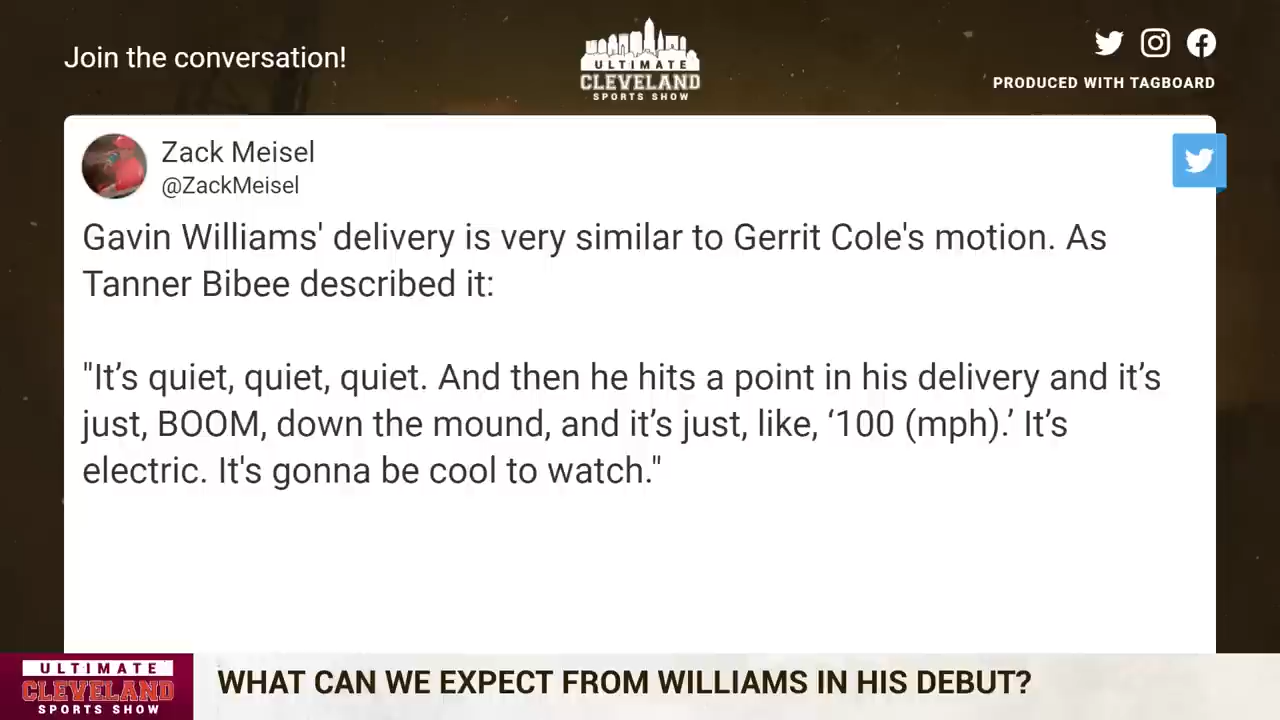 Join the conversation!
ULTIMATE
CLEVELAND
SPORTS SHOW
PRODUCED WITH TAGBOARD
Zack Meisel
@ZackMeisel
Gavin Williams' delivery is very similar to Gerrit Cole's motion. As
Tanner Bibee described it:
"It’s quiet, quiet, quiet. And then he hits a point in his delivery and it’s
just, BOOM, down the mound, and it’s just, like, ‘100 (mph).’ It’s
electric. It's gonna be cool to watch."
ULTIMATE
CLEVELAND
SPORTS SHOW
WHAT CAN WE EXPECT FROM WILLIAMS IN HIS DEBUT?